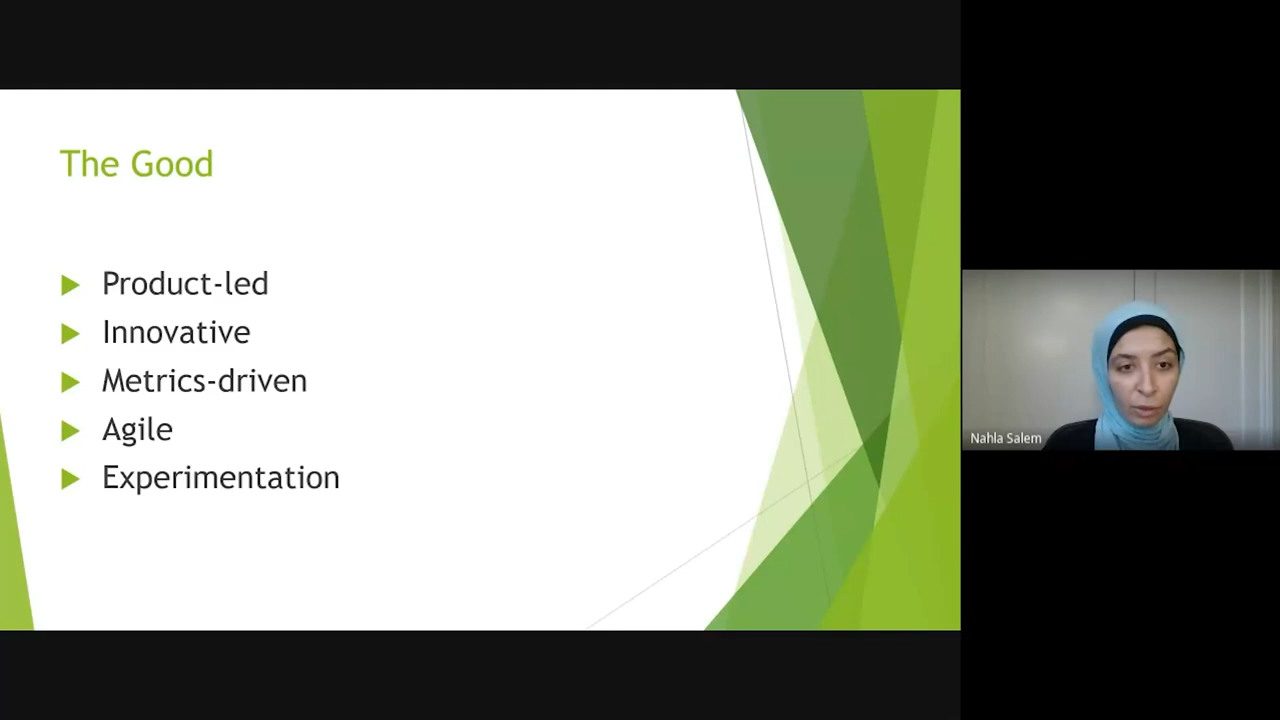 The Good
Product-led
Innovative
Metrics-driven
Agile
Experimentation
Nahla Salem